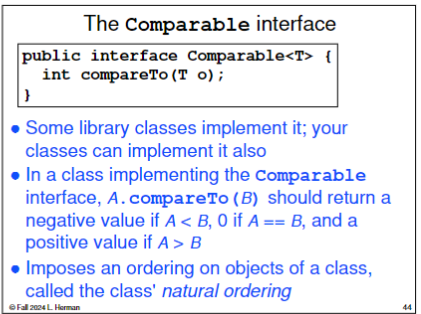 The Comparable interface
public interface Comparable<T> {
int compareTo(T o);
}
● Some library classes implement it; your
classes can implement it also
● In a class implementing the Comparable
interface, A.compareTo(B) should return a
negative value if A < B, 0 if A == B, and a
positive value if A > B
● Imposes an ordering on objects of a class,
called the class' natural ordering
© Fall 2024 L. Herman
44